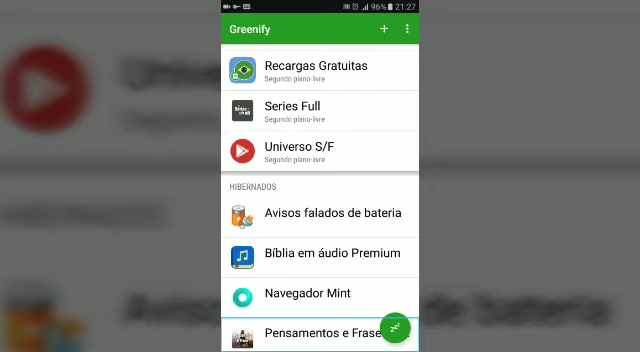 96% 21:27
Greenify
Recargas Gratuitas
Segundo plano-livre
Series Full
Segundo plano-livre
Universo S/F
Segundo plano-livre
HIBERNADOS
Avisos falados de bateria
Bíblia em áudio Premium
Navegador Mint
Pensamentos e Frase